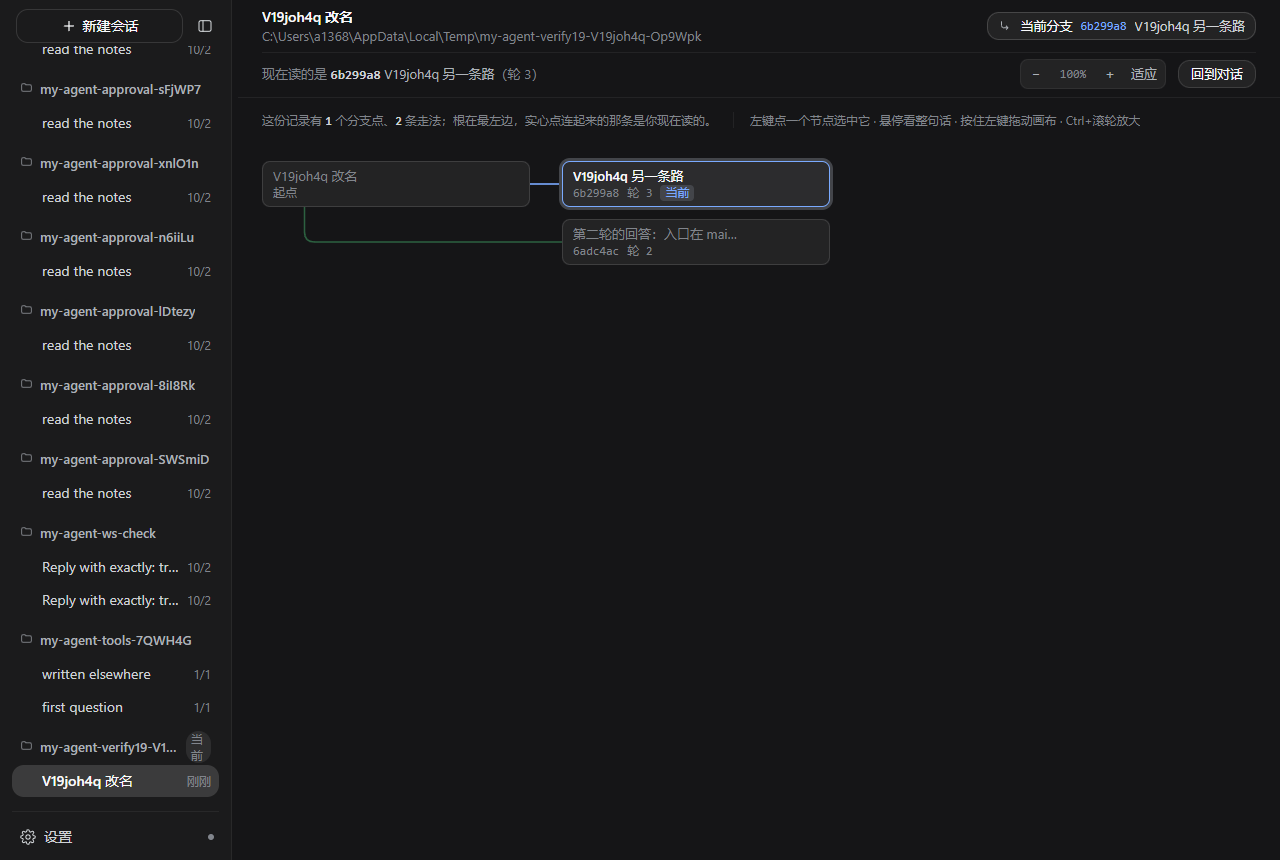 新建会话
read the notes 10/2
my-agent-approval-sFjWP7
read the notes 10/2
my-agent-approval-xnlO1n
read the notes 10/2
my-agent-approval-n6iiLu
read the notes 10/2
my-agent-approval-lDtezy
read the notes 10/2
my-agent-approval-8iI8Rk
read the notes 10/2
my-agent-approval-SWSmiD
read the notes 10/2
my-agent-ws-check
Reply with exactly: tr... 10/2
Reply with exactly: tr... 10/2
my-agent-tools-7QWH4G
written elsewhere 1/1
first question 1/1
my-agent-verify19-V1... 当前
V19joh4q 改名 刚刚
设置
V19joh4q 改名
C:\Users\a1368\AppData\Local\Temp\my-agent-verify19-V19joh4q-Op9Wpk
当前分支 6b299a8 V19joh4q 另一条路
现在读的是 6b299a8 V19joh4q 另一条路（轮 3）
− 100% + 适应 回到对话
这份记录有 1 个分支点、2 条走法；根在最左边，实心点连起来的那条是你现在读的。
左键点一个节点选中它 · 悬停看整句话 · 按住左键拖动画布 · Ctrl+滚轮放大
V19joh4q 改名
起点
V19joh4q 另一条路
6b299a8 轮 3 当前
第二轮的回答：入口在 mai...
6adc4ac 轮 2